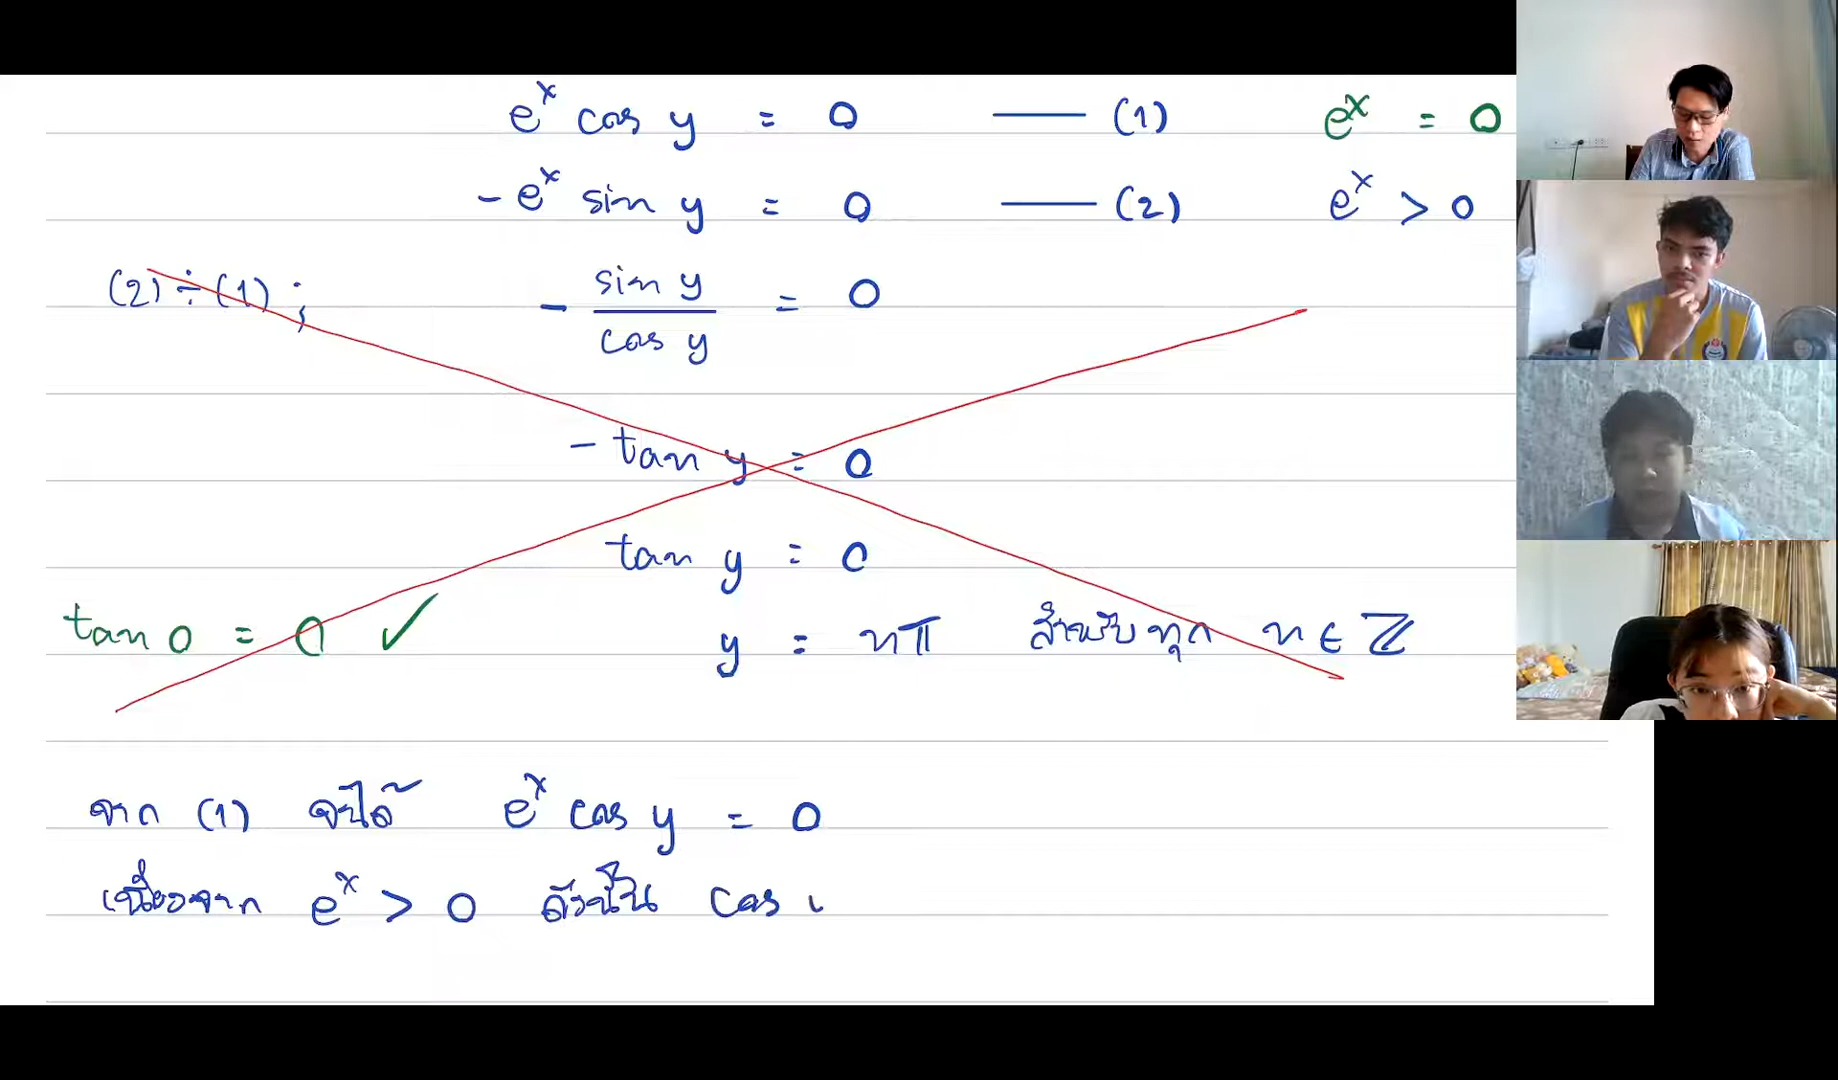 e^x cos y = 0 —— (1) e^x = 0
- e^x sin y = 0 —— (2) e^x > 0
(2) ÷ (1) ; - sin y / cos y = 0
- tan y = 0
tan y = 0
tan 0 = 0 ✓ y = nπ สำหรับทุก n ∈ ℤ
จาก (1) จะได้ e^x cos y = 0
เนื่องจาก e^x > 0 ดังนั้น cos